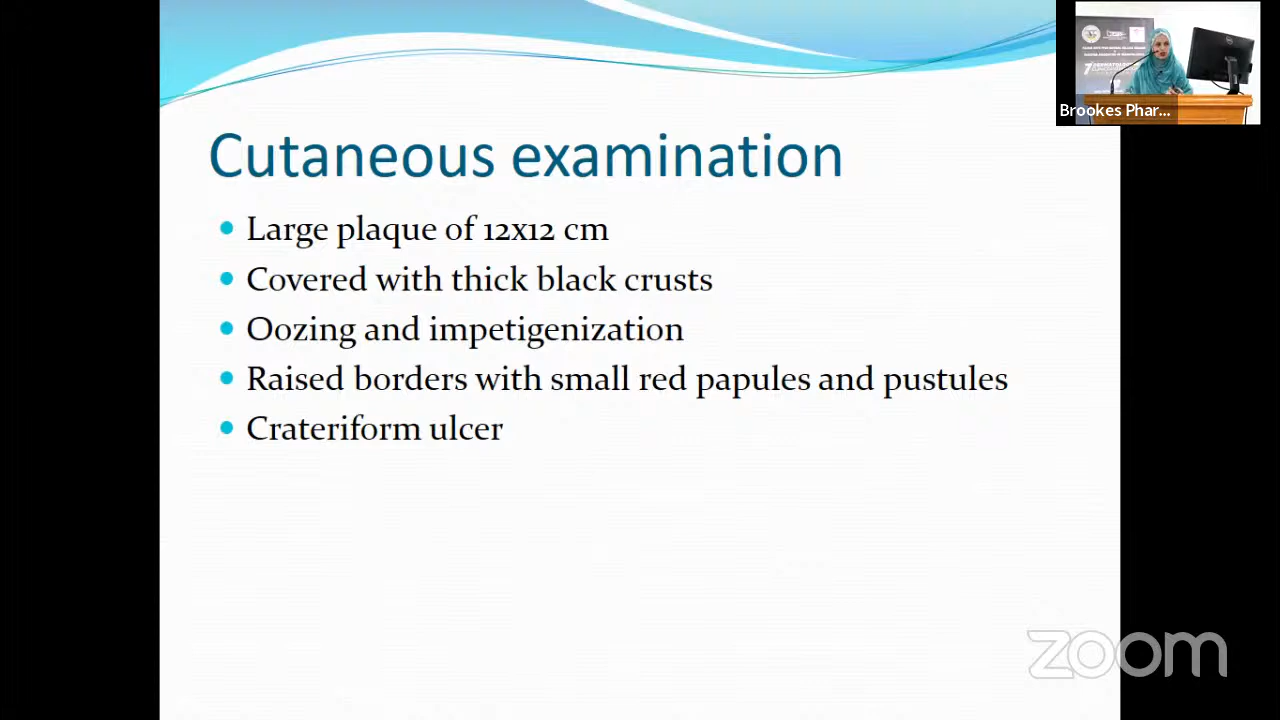 Cutaneous examination
Large plaque of 12x12 cm
Covered with thick black crusts
Oozing and impetigenization
Raised borders with small red papules and pustules
Crateriform ulcer
Brookes Phar...
zoom